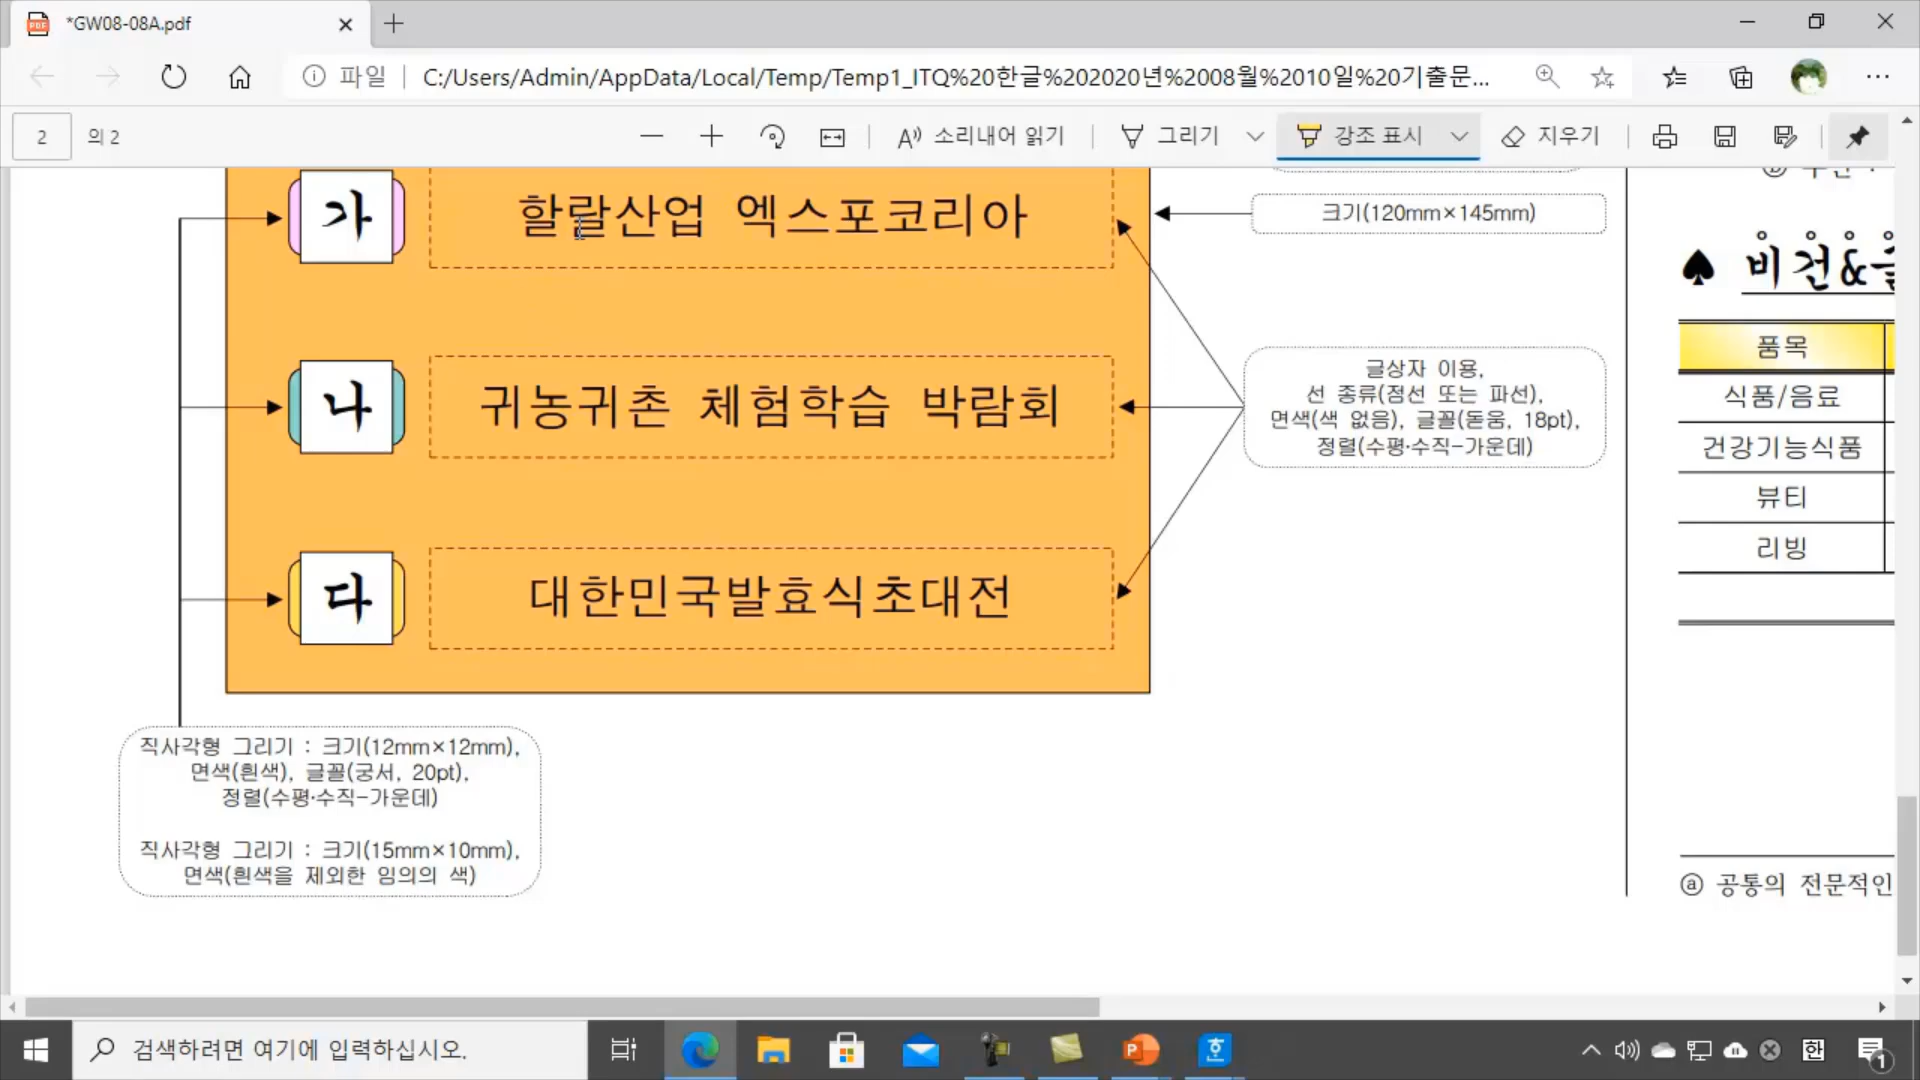 *GW08-08A.pdf
파일
C:/Users/Admin/AppData/Local/Temp/Temp1_ITQ%20한글%202020년%2008월%2010일%20기출문...
2 의 2
소리내어 읽기
그리기
강조 표시
지우기
가
할랄산업 엑스포코리아
나
귀농귀촌 체험학습 박람회
다
대한민국발효식초대전
크기(120mm×145mm)
글상자 이용,
선 종류(점선 또는 파선),
면색(색 없음), 글꼴(돋움, 18pt),
정렬(수평·수직-가운데)
직사각형 그리기 : 크기(12mm×12mm),
면색(흰색), 글꼴(궁서, 20pt),
정렬(수평·수직-가운데)
직사각형 그리기 : 크기(15mm×10mm),
면색(흰색을 제외한 임의의 색)
♠ 비건&
품목
식품/음료
건강기능식품
뷰티
리빙
ⓐ 공통의 전문적인
검색하려면 여기에 입력하십시오.
한
1